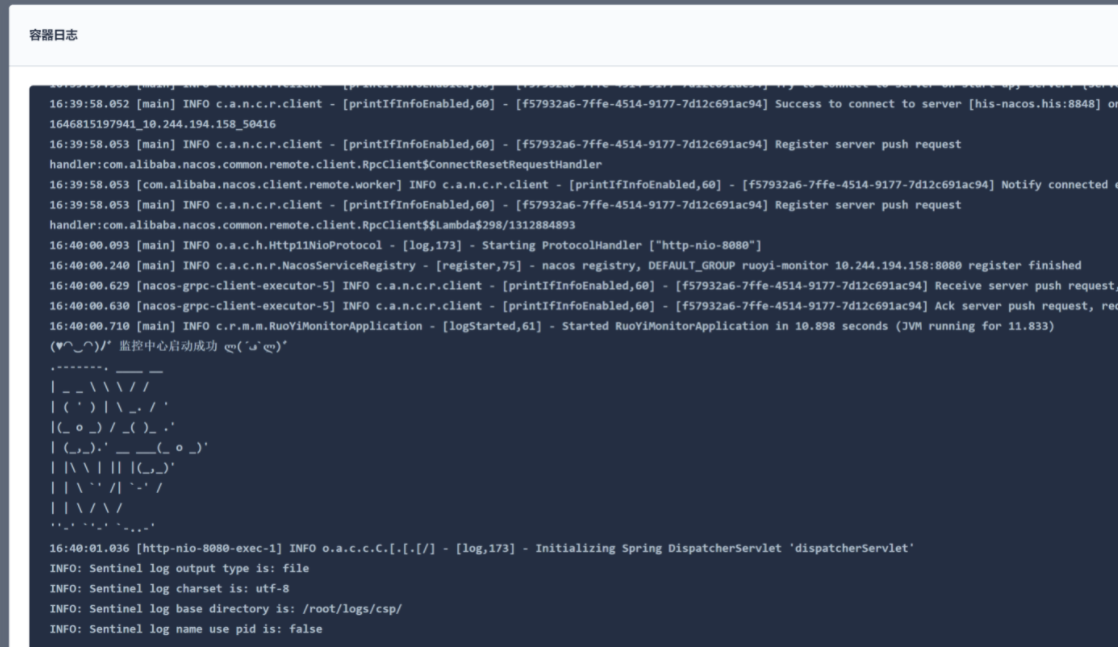 容器日志
16:39:58.052 [main] INFO c.a.n.c.r.client - [printIfInfoEnabled,60] - [f57932a6-7ffe-4514-9177-7d12c691ac94] Success to connect to server [his-nacos.his:8848] on
1646815197941_10.244.194.158_50416
16:39:58.053 [main] INFO c.a.n.c.r.client - [printIfInfoEnabled,60] - [f57932a6-7ffe-4514-9177-7d12c691ac94] Register server push request
handler:com.alibaba.nacos.common.remote.client.RpcClient$ConnectResetRequestHandler
16:39:58.053 [com.alibaba.nacos.client.remote.worker] INFO c.a.n.c.r.client - [printIfInfoEnabled,60] - [f57932a6-7ffe-4514-9177-7d12c691ac94] Notify connected
16:39:58.053 [main] INFO c.a.n.c.r.client - [printIfInfoEnabled,60] - [f57932a6-7ffe-4514-9177-7d12c691ac94] Register server push request
handler:com.alibaba.nacos.common.remote.client.RpcClient$$Lambda$298/1312884893
16:40:00.093 [main] INFO o.a.c.h.Http11NioProtocol - [log,173] - Starting ProtocolHandler ["http-nio-8080"]
16:40:00.240 [main] INFO c.a.c.n.r.NacosServiceRegistry - [register,75] - nacos registry, DEFAULT_GROUP ruoyi-monitor 10.244.194.158:8080 register finished
16:40:00.629 [nacos-grpc-client-executor-5] INFO c.a.n.c.r.client - [printIfInfoEnabled,60] - [f57932a6-7ffe-4514-9177-7d12c691ac94] Receive server push request,
16:40:00.630 [nacos-grpc-client-executor-5] INFO c.a.n.c.r.client - [printIfInfoEnabled,60] - [f57932a6-7ffe-4514-9177-7d12c691ac94] Ack server push request,
16:40:00.710 [main] INFO c.r.m.m.RuoYiMonitorApplication - [logStarted,61] - Started RuoYiMonitorApplication in 10.898 seconds (JVM running for 11.833)
(♥◠‿◠)ﾉﾞ 监控中心启动成功 ლ(´ڡ`ლ)ﾞ
.-------. ____ __
| _ _ \ \ \ / /
| ( ' ) | \ _. / '
|(_ o _) / _( )_ .'
| (_,_).' __ ___(_ o _)'
| |\ \ | || |(_,_)'
| | \ `' /| `-' /
| | \ / \ /
''-' `'-' `-..-'
16:40:01.036 [http-nio-8080-exec-1] INFO o.a.c.c.C.[.[.[/] - [log,173] - Initializing Spring DispatcherServlet 'dispatcherServlet'
INFO: Sentinel log output type is: file
INFO: Sentinel log charset is: utf-8
INFO: Sentinel log base directory is: /root/logs/csp/
INFO: Sentinel log name use pid is: false